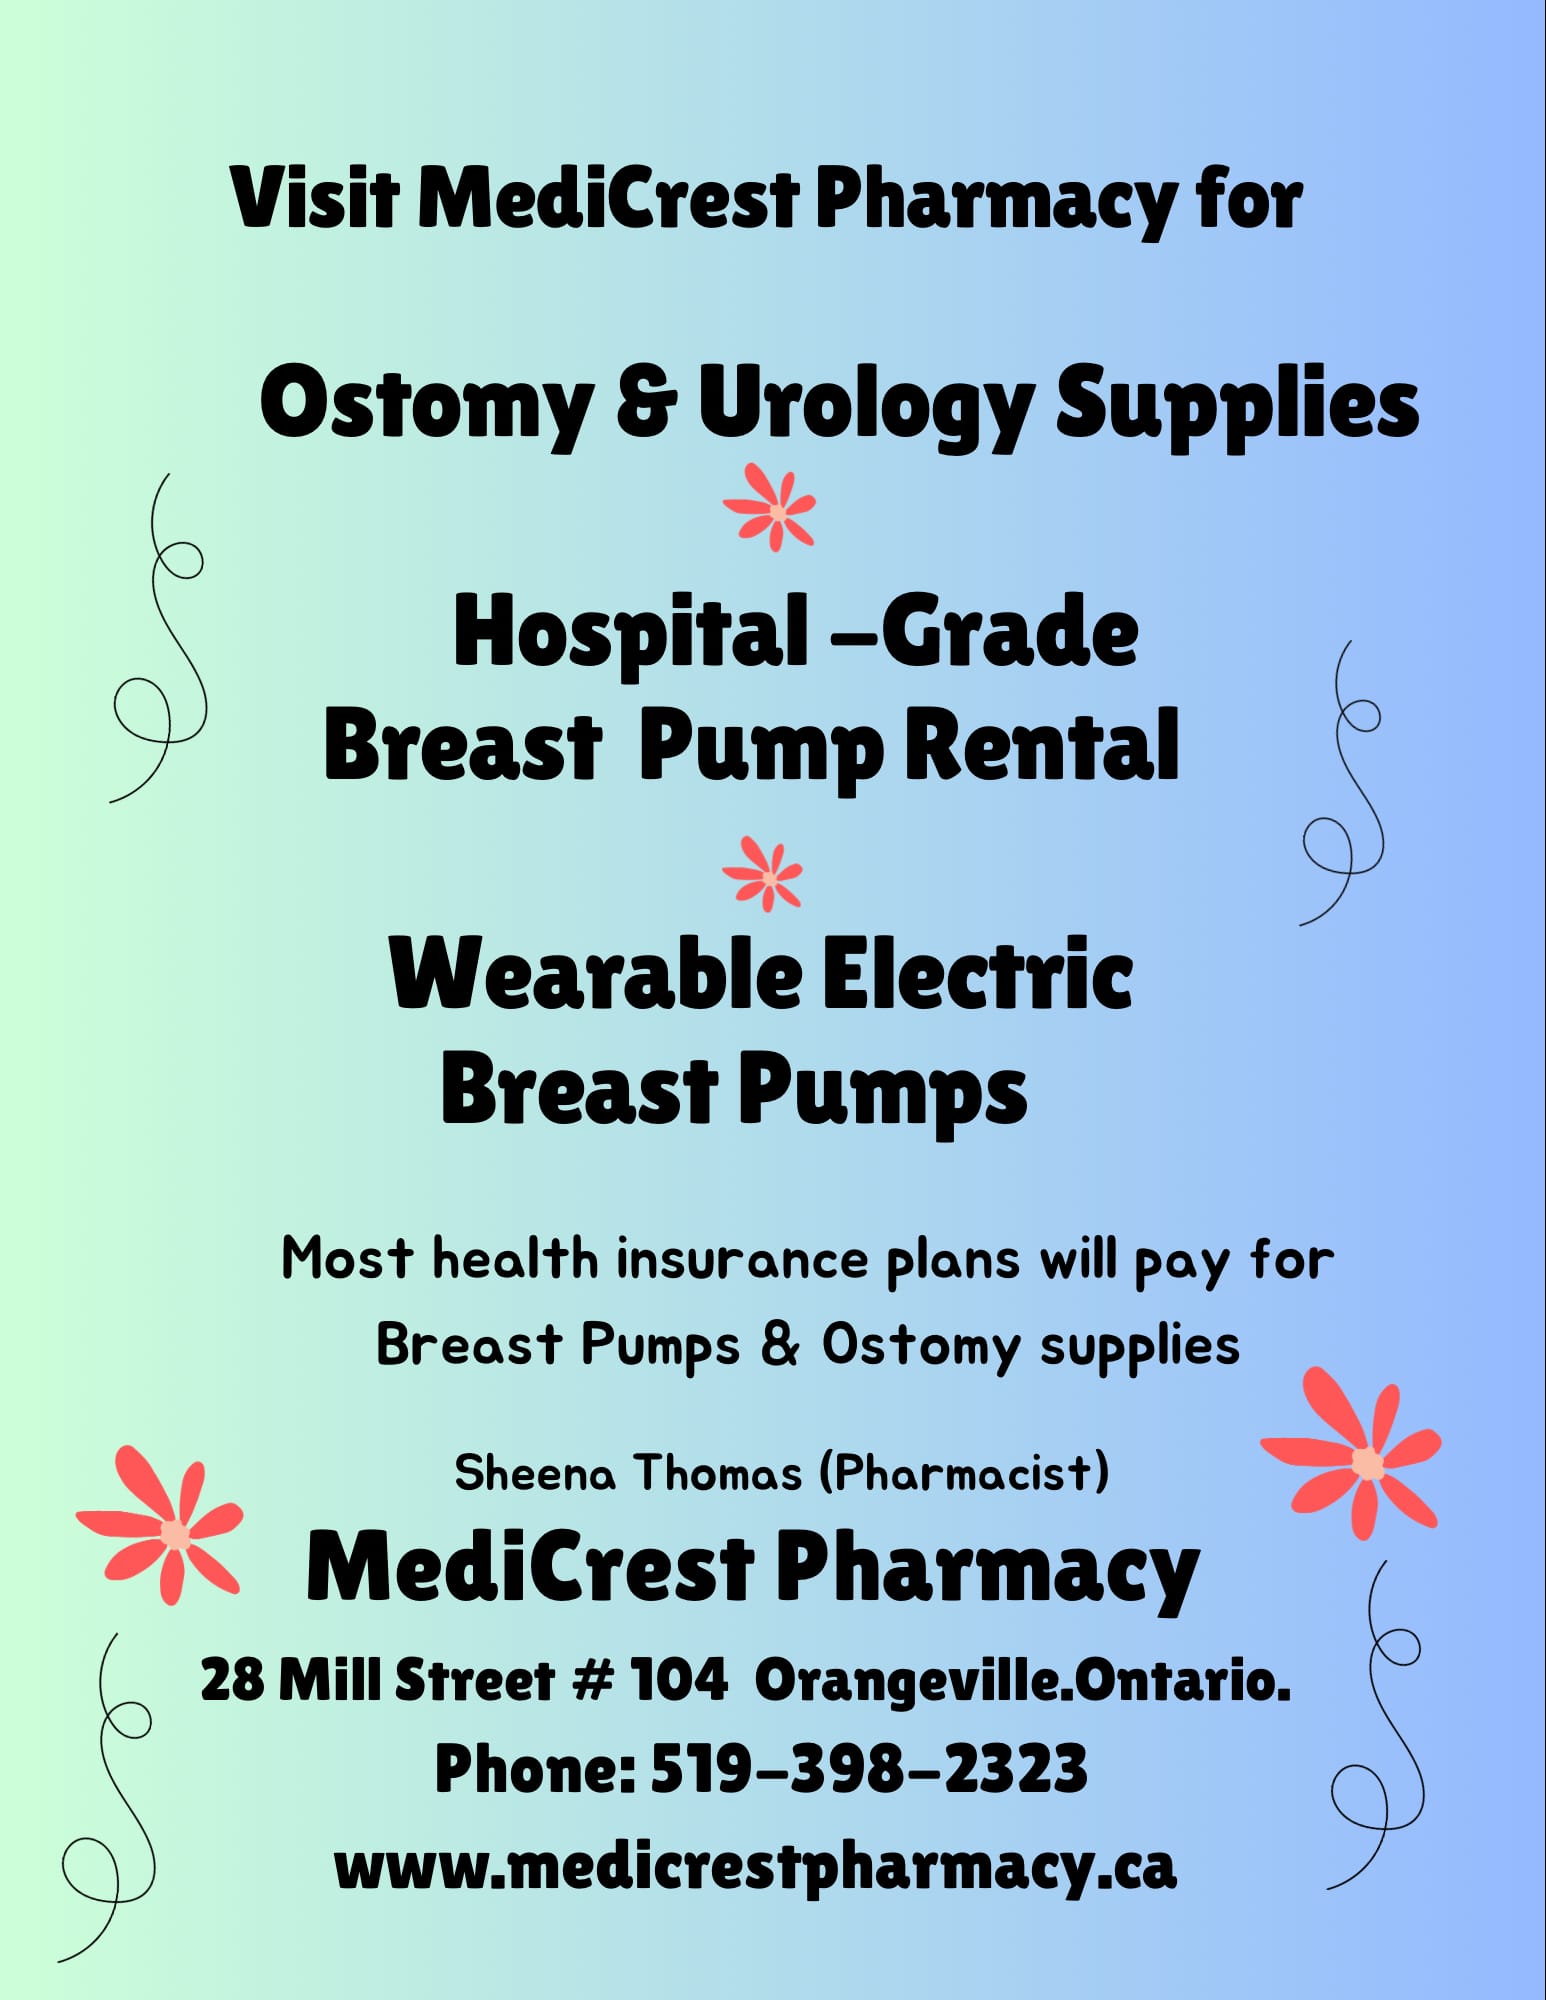 Visit MediCrest Pharmacy for
Ostomy & Urology Supplies
Hospital -Grade
Breast Pump Rental
Wearable Electric
Breast Pumps
Most health insurance plans will pay for
Breast Pumps & Ostomy supplies
Sheena Thomas (Pharmacist)
MediCrest Pharmacy
28 Mill Street # 104 Orangeville.Ontario.
Phone: 519-398-2323
www.medicrestpharmacy.ca